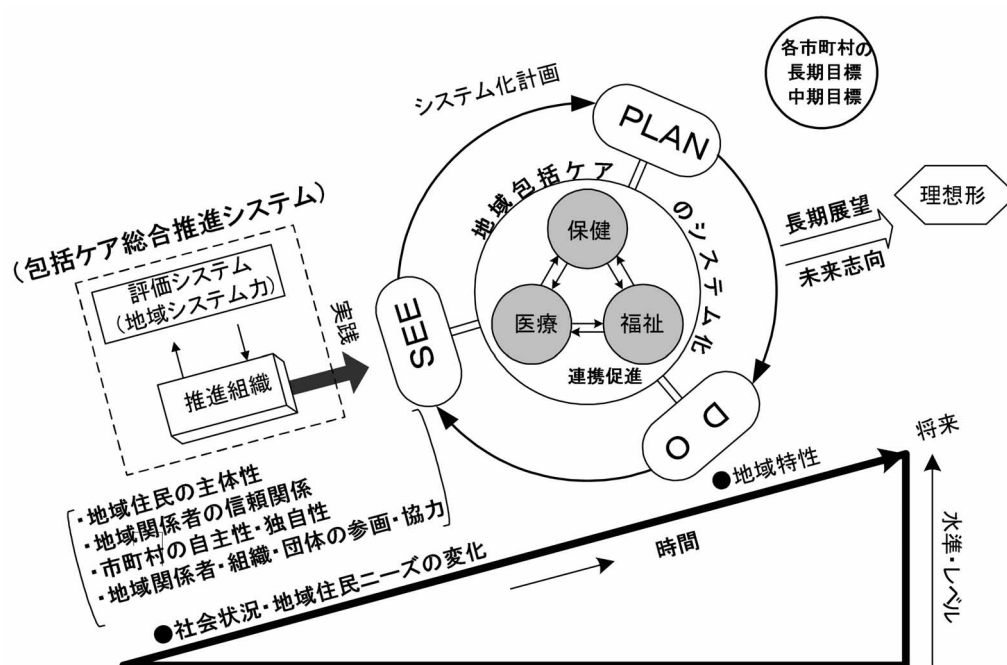 各市町村の
長期目標
中期目標
システム化計画
PLAN
地域包括ケア
のシステム化
理想形
長期展望
未来志向
保健
医療
福祉
連携促進
(包括ケア総合推進システム)
評価システム
(地域システム力)
実践
推進組織
SEE
DO
将来
●地域特性
・地域住民の主体性
・地域関係者の信頼関係
・市町村の自主性・独自性
・地域関係者・組織・団体の参画・協力
時間
水準・レベル
●社会状況・地域住民ニーズの変化